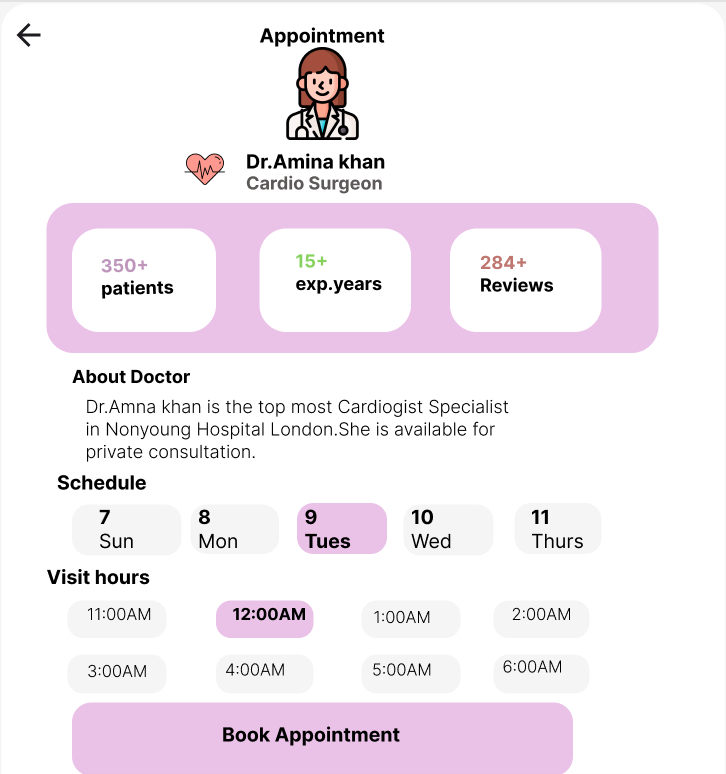 Appointment
Dr.Amina khan
Cardio Surgeon
350+
patients
15+
exp.years
284+
Reviews
About Doctor
Dr.Amna khan is the top most Cardiogist Specialist
in Nonyoung Hospital London.She is available for
private consultation.
Schedule
7
Sun
8
Mon
9
Tues
10
Wed
11
Thurs
Visit hours
11:00AM
12:00AM
1:00AM
2:00AM
3:00AM
4:00AM
5:00AM
6:00AM
Book Appointment